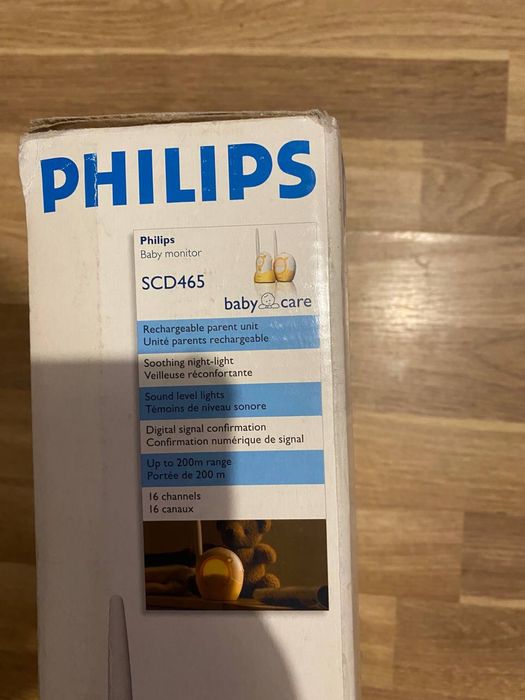 PHILIPS
Philips
Baby monitor
SCD465
baby care
Rechargeable parent unit
Unité parents rechargeable
Soothing night-light
Veilleuse réconfortante
Sound level lights
Témoins de niveau sonore
Digital signal confirmation
Confirmation numérique de signal
Up to 200m range
Portée de 200 m
16 channels
16 canaux